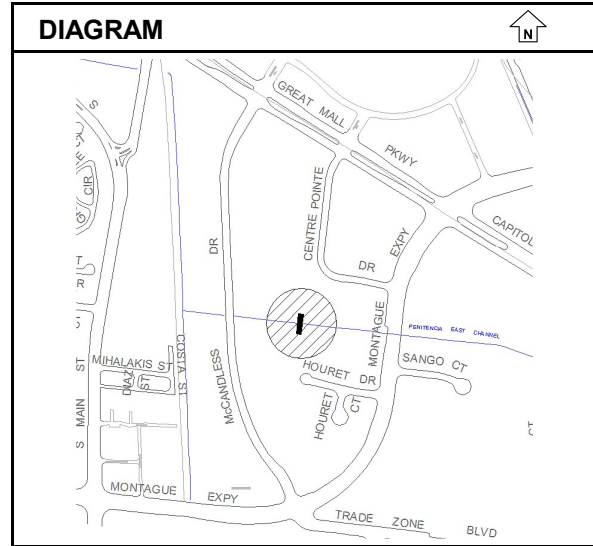 DIAGRAM
N
GREAT MALL
PKWY
CAPITOL
CENTRE POINTE
DR
EXPY
MONTAGUE
DR
CIR
PENITENCIA EAST CHANNEL
SANGO CT
HOURET DR
HOURET
CT
McCANDLESS
COSTA ST
MIHALAKIS ST
DIAZ
ST
S MAIN ST
MONTAGUE EXPY
TRADE ZONE BLVD
CT